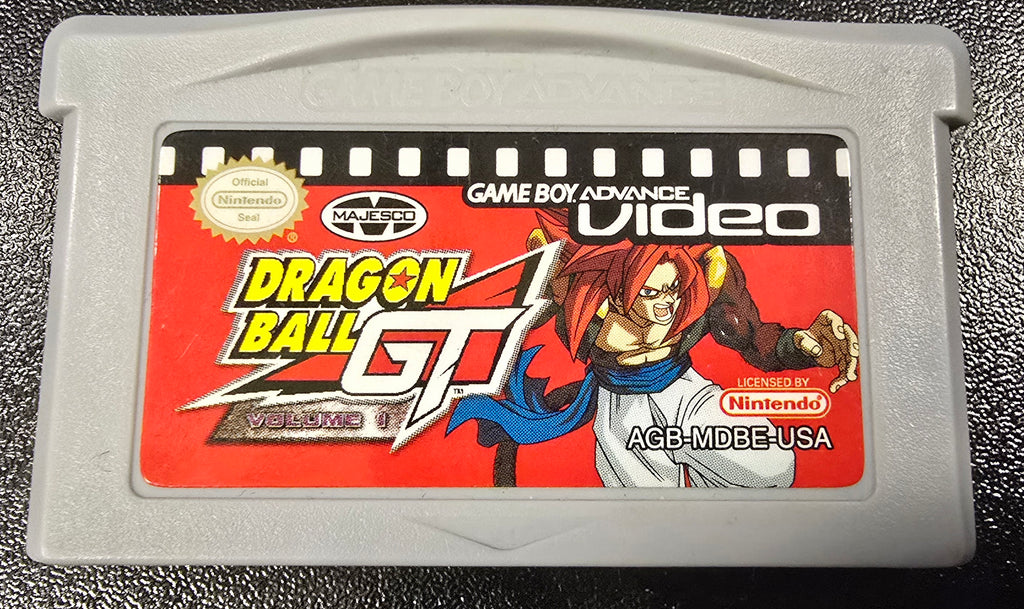 GAME BOY ADVANCE
Official
Nintendo
Seal
®
MAJESCO
GAME BOY ADVANCE
Video
DRAGON
BALL
GT
TM
VOLUME 1
LICENSED BY
Nintendo®
AGB-MDBE-USA